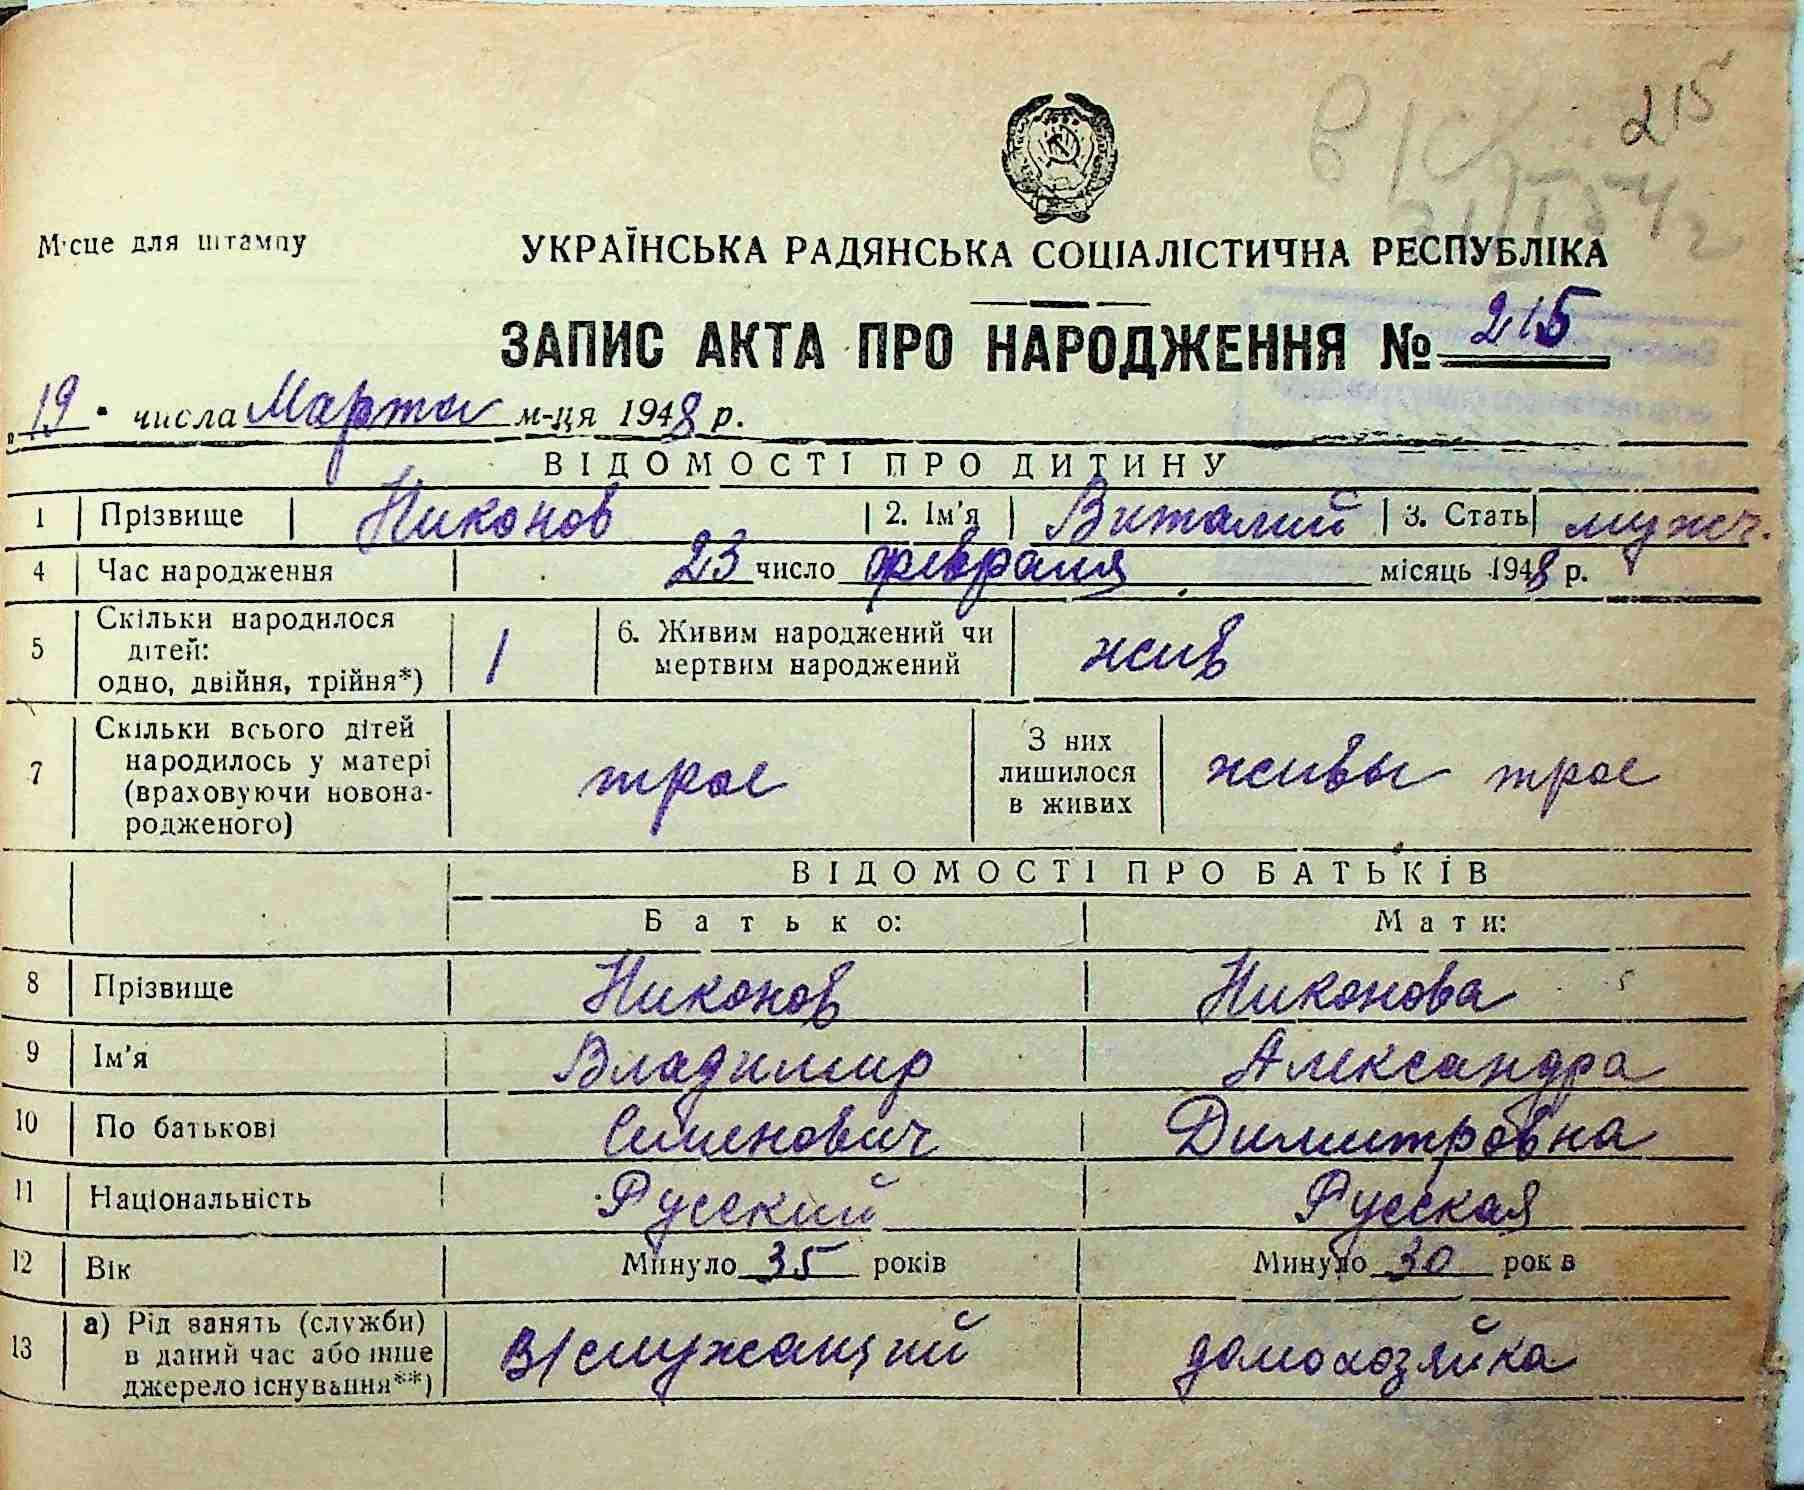 215
Місце для штампу
УКРАЇНСЬКА РАДЯНСЬКА СОЦІАЛІСТИЧНА РЕСПУБЛІКА
ЗАПИС АКТА ПРО НАРОДЖЕННЯ № 215
„19" числа Марта м-ця 1948 р.
ВІДОМОСТІ ПРО ДИТИНУ
1 Прізвище Никонов 2. Ім'я Виталий 3. Стать мужс.
4 Час народження 23 число февраля місяць 1948 р.
5 Скільки народилося дітей: одно, двійня, трійня*) 1 6. Живим народжений чи мертвим народжений жив
7 Скільки всього дітей народилось у матері (враховуючи новонародженого) трое З них лишилося в живих живы трое
ВІДОМОСТІ ПРО БАТЬКІВ
Батько: Мати:
8 Прізвище Никонов Никонова
9 Ім'я Владимир Александра
10 По батькові Семенович Димитровна
11 Національність Русский Русская
12 Вік Минуло 35 років Минуло 30 років
13 а) Рід занять (служби) в даний час або інше джерело існування**) В/служащий домохозяйка